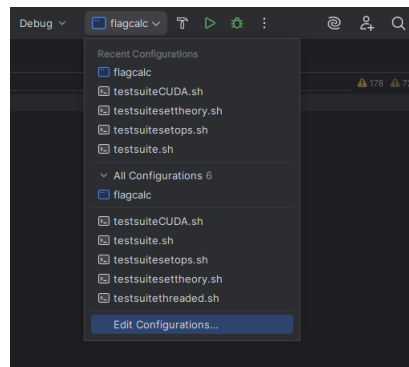 Debug flagcalc
Recent Configurations
flagcalc
178
testsuiteCUDA.sh
testsuitesettheory.sh
testsuitesetops.sh
testsuite.sh
All Configurations 6
flagcalc
testsuiteCUDA.sh
testsuite.sh
testsuitesetops.sh
testsuitesettheory.sh
testsuitethreaded.sh
Edit Configurations...